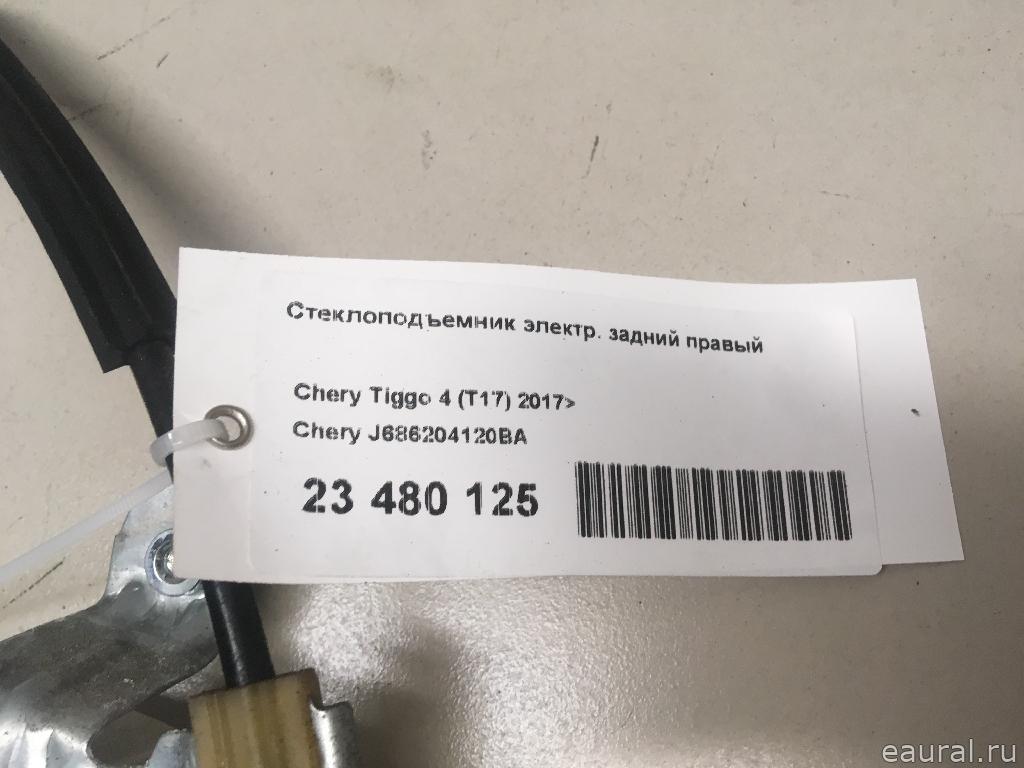 Стеклоподъемник электр. задний правый
Chery Tiggo 4 (T17) 2017>
Chery J686204120BA
23 480 125
eaural.ru